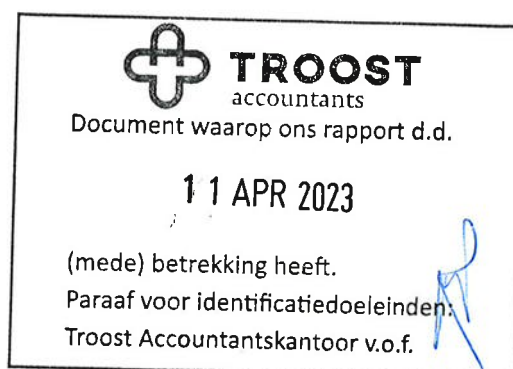 TROOST
accountants
Document waarop ons rapport d.d.
11 APR 2023
(mede) betrekking heeft.
Paraaf voor identificatiedoeleinden:
Troost Accountantskantoor v.o.f.